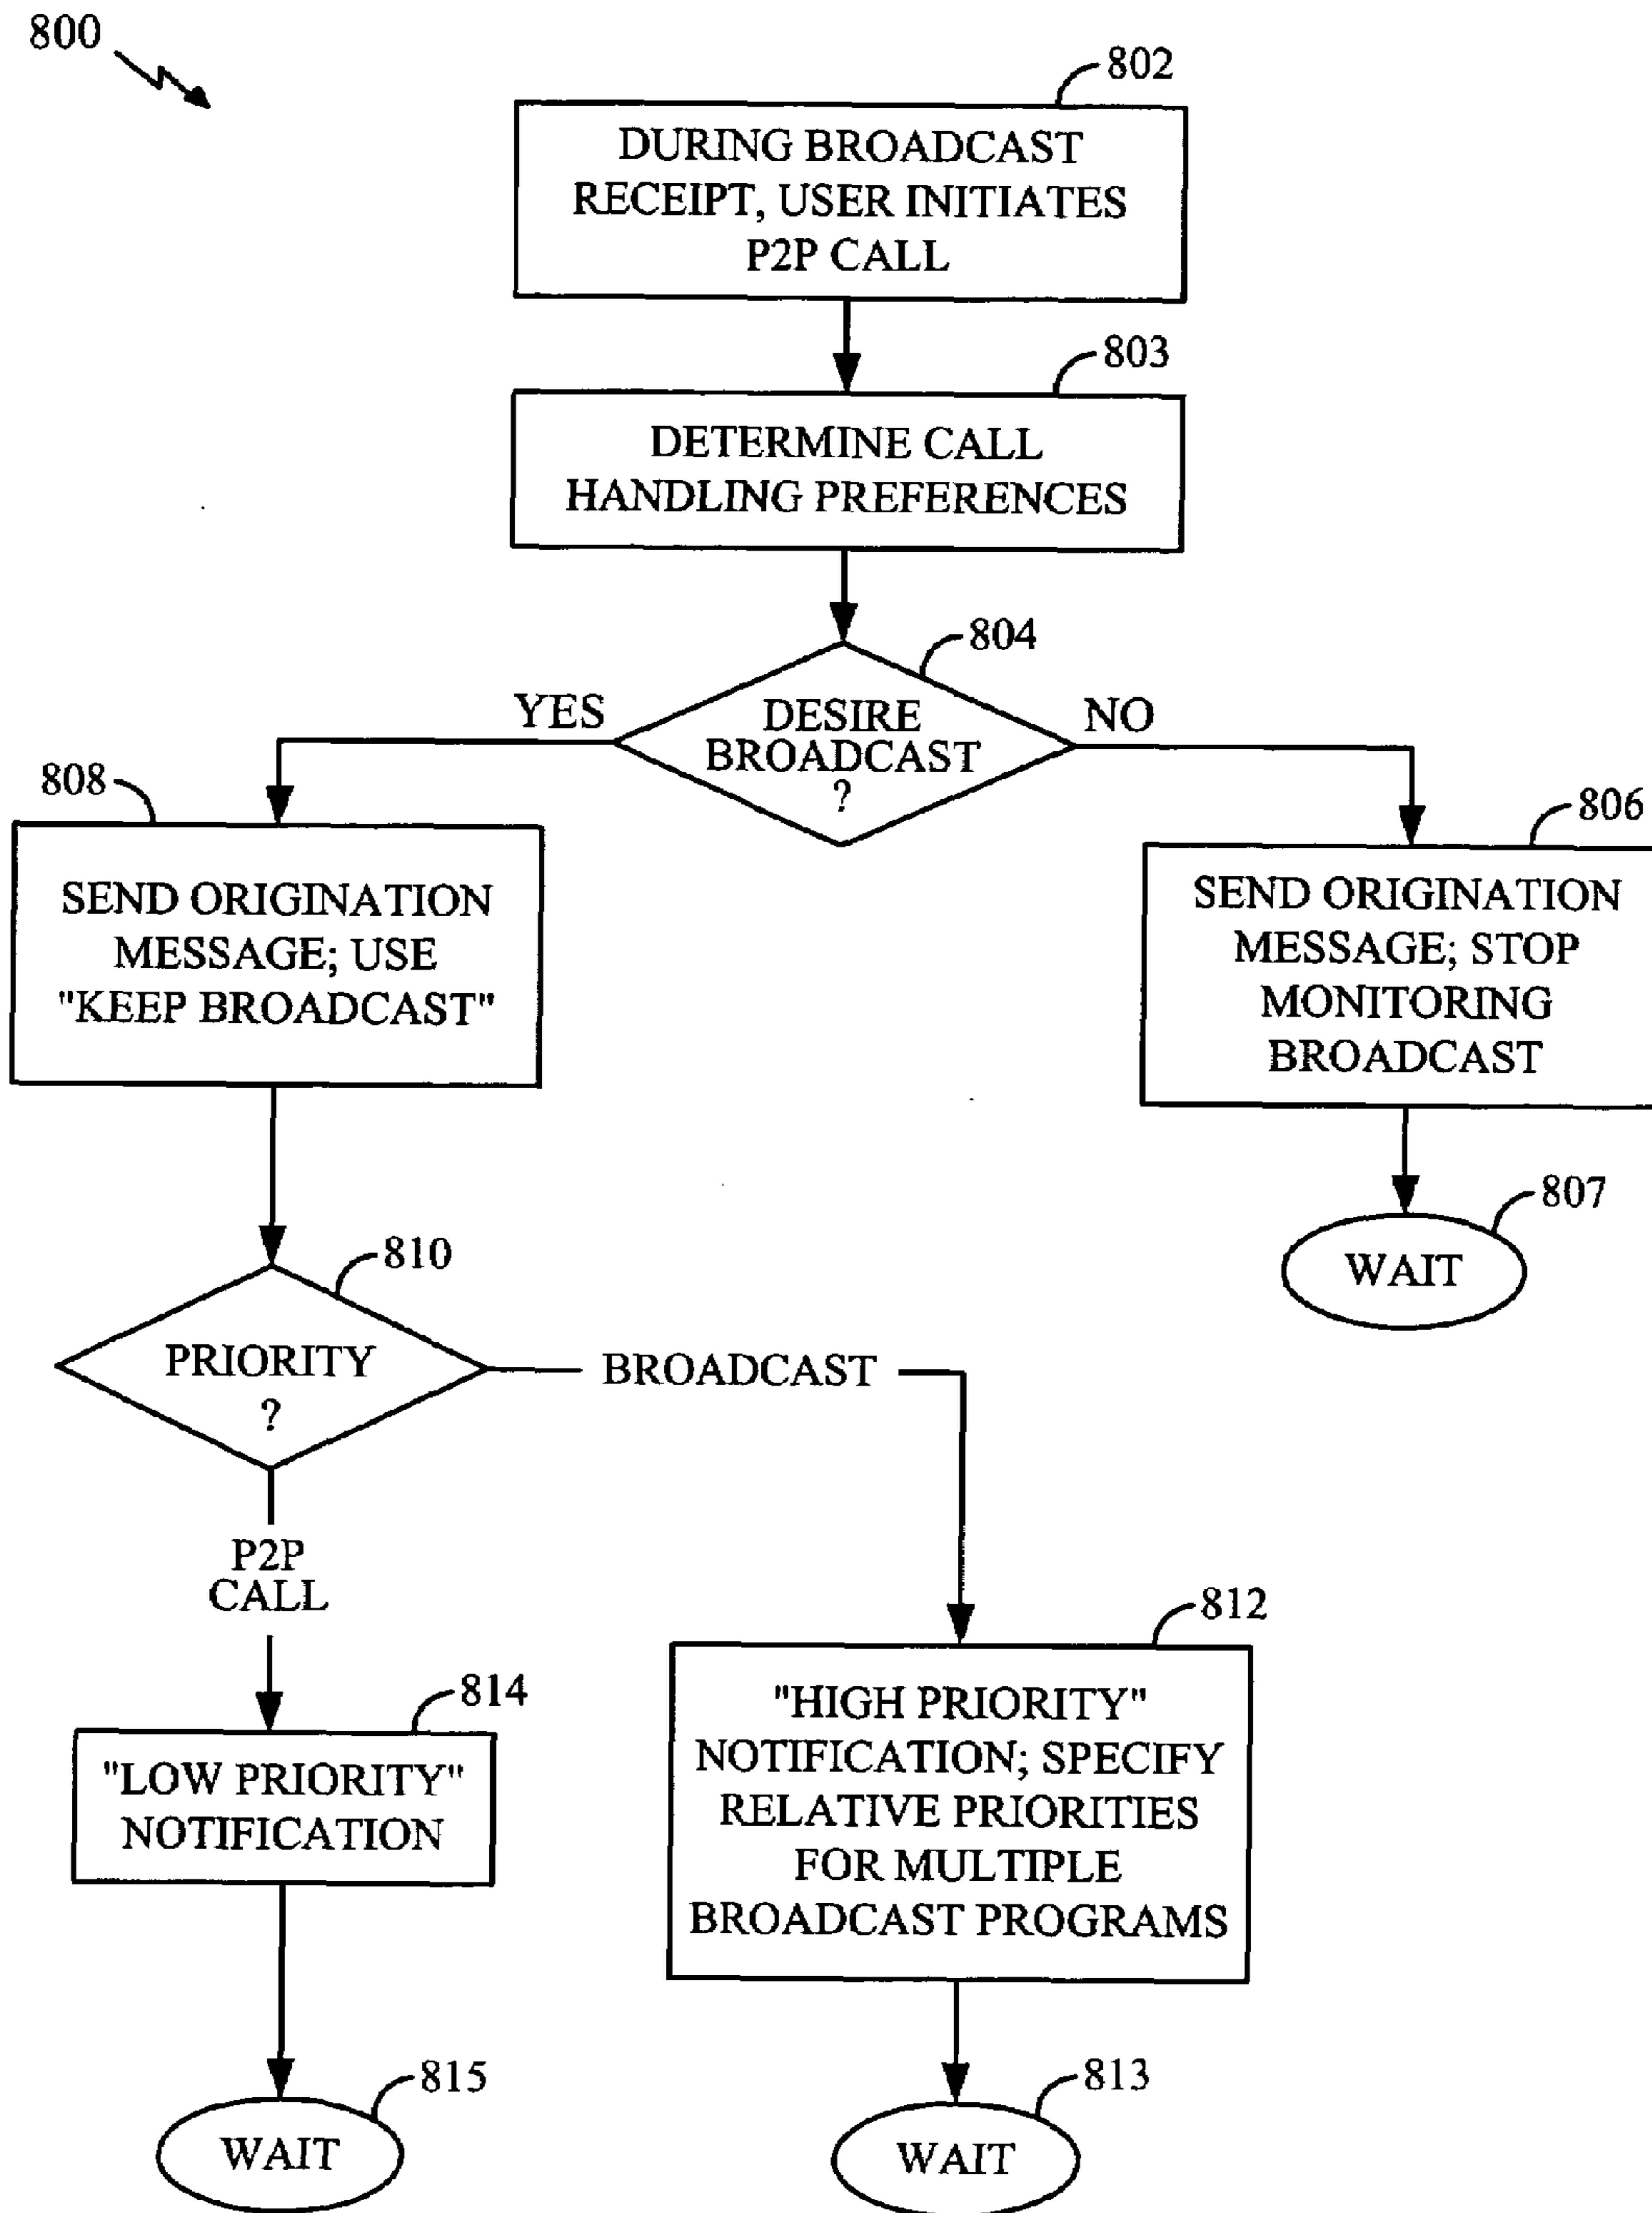 800
802
DURING BROADCAST
RECEIPT, USER INITIATES
P2P CALL
803
DETERMINE CALL
HANDLING PREFERENCES
804
DESIRE
BROADCAST
?
YES
NO
808
SEND ORIGINATION
MESSAGE; USE
"KEEP BROADCAST"
806
SEND ORIGINATION
MESSAGE; STOP
MONITORING
BROADCAST
807
WAIT
810
PRIORITY
?
BROADCAST
P2P
CALL
812
"HIGH PRIORITY"
NOTIFICATION; SPECIFY
RELATIVE PRIORITIES
FOR MULTIPLE
BROADCAST PROGRAMS
814
"LOW PRIORITY"
NOTIFICATION
815
WAIT
813
WAIT